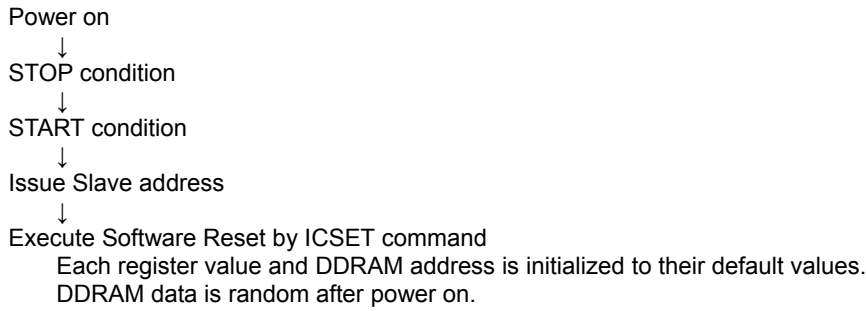 Power on
↓
STOP condition
↓
START condition
↓
Issue Slave address
↓
Execute Software Reset by ICSET command
Each register value and DDRAM address is initialized to their default values.
DDRAM data is random after power on.